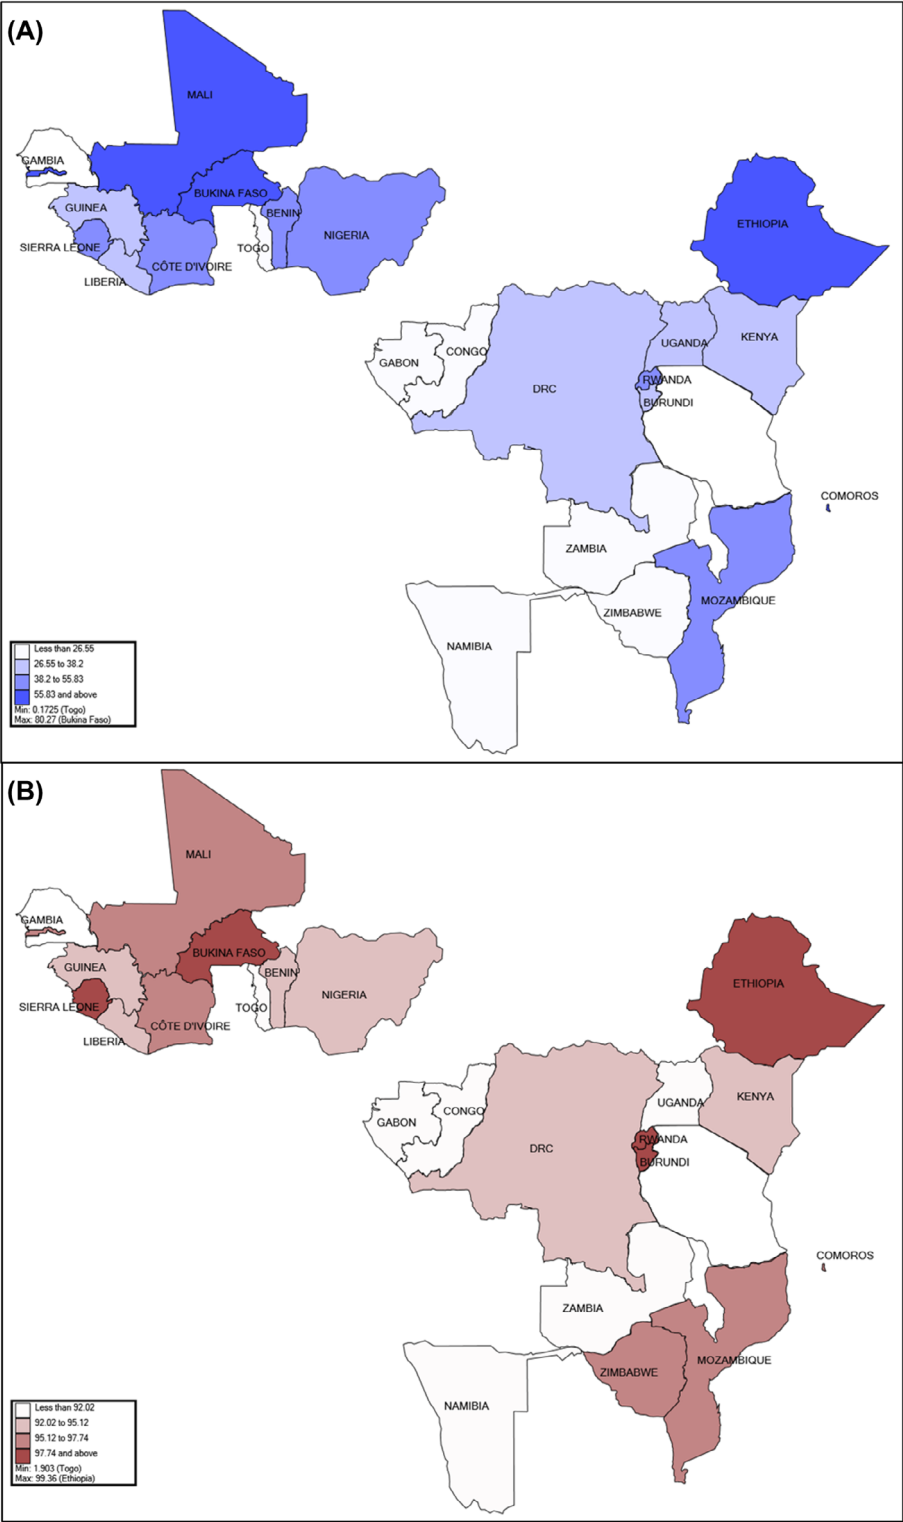 (A)
MALI
GAMBIA
BUKINA FASO
GUINEA
BENIN
ETHIOPIA
NIGERIA
SIERRA LEONE
TOGO
CÔTE D'IVOIRE
LIBERIA
KENYA
UGANDA
CONGO
GABON
RWANDA
DRC
BURUNDI
COMOROS
ZAMBIA
MOZAMBIQUE
ZIMBABWE
NAMIBIA
Less than 26.55
26.55 to 38.2
38.2 to 55.83
55.83 and above
Min: 0.1725 (Togo)
Max: 80.27 (Bukina Faso)
(B)
MALI
GAMBIA
BUKINA FASO
GUINEA
BENIN
ETHIOPIA
NIGERIA
SIERRA LEONE
TOGO
CÔTE D'IVOIRE
LIBERIA
KENYA
UGANDA
CONGO
GABON
RWANDA
DRC
BURUNDI
COMOROS
ZAMBIA
MOZAMBIQUE
ZIMBABWE
NAMIBIA
Less than 92.02
92.02 to 95.12
95.12 to 97.74
97.74 and above
Min: 1.903 (Togo)
Max: 99.36 (Ethiopia)